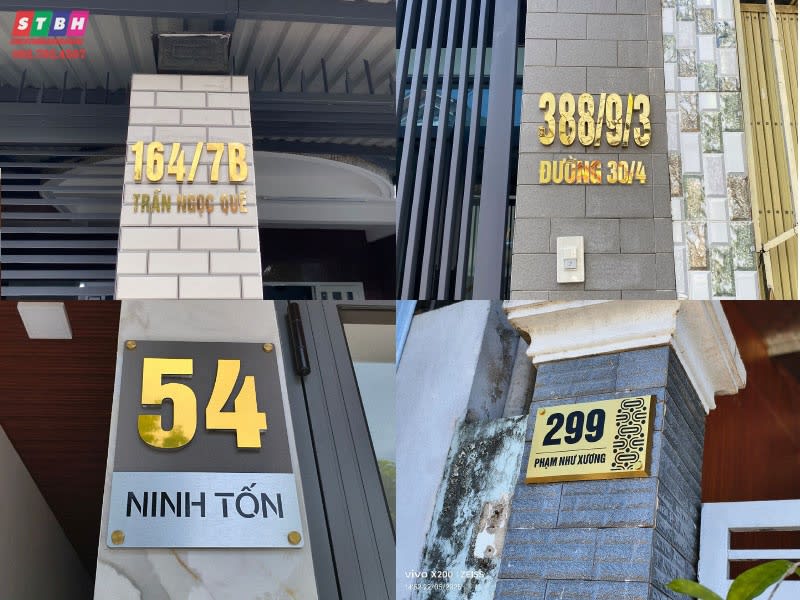 STBH
164/7B
TRẦN NGỌC QUẾ
388/9/3
ĐƯỜNG 30/4
54
NINH TỐN
299
PHẠM NHƯ XƯƠNG
vivo X200 | ZEISS